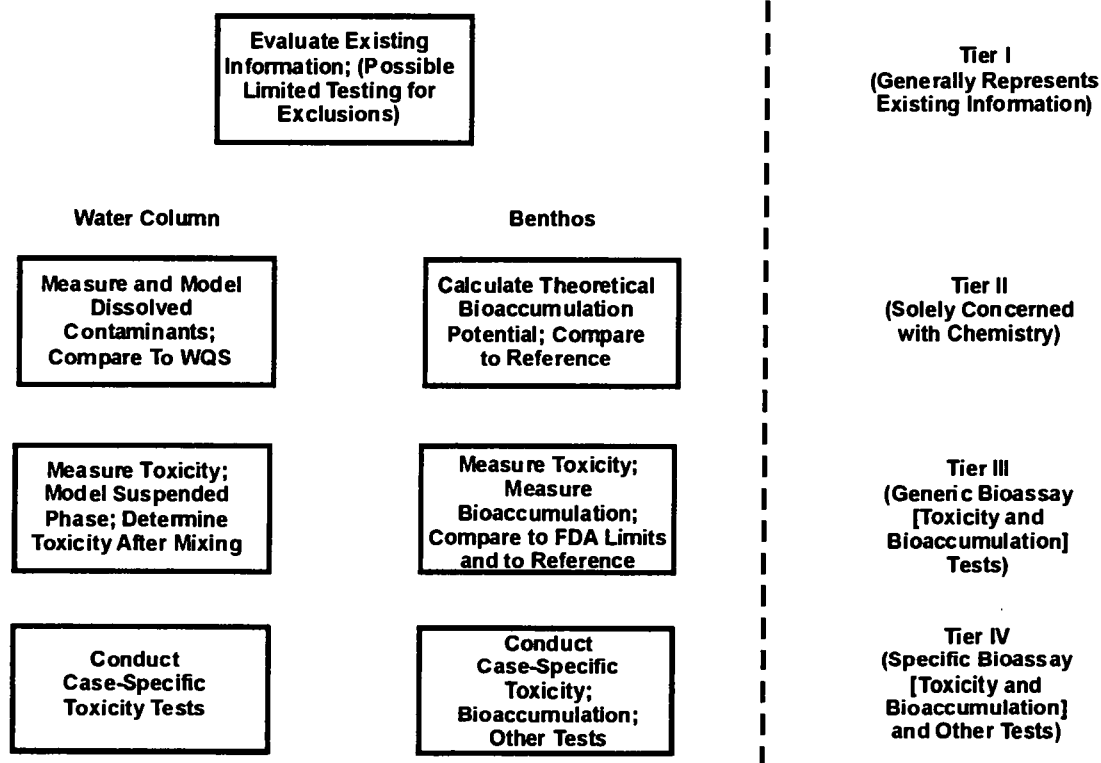 Evaluate Existing
Information; (Possible
Limited Testing for
Exclusions)
Tier I
(Generally Represents
Existing Information)
Water Column
Benthos
Measure and Model
Dissolved
Contaminants;
Compare To WQS
Calculate Theoretical
Bioaccumulation
Potential; Compare
to Reference
Tier II
(Solely Concerned
with Chemistry)
Measure Toxicity;
Model Suspended
Phase; Determine
Toxicity After Mixing
Measure Toxicity;
Measure
Bioaccumulation;
Compare to FDA Limits
and to Reference
Tier III
(Generic Bioassay
[Toxicity and
Bioaccumulation]
Tests)
Conduct
Case-Specific
Toxicity Tests
Conduct
Case-Specific
Toxicity;
Bioaccumulation;
Other Tests
Tier IV
(Specific Bioassay
[Toxicity and
Bioaccumulation]
and Other Tests)